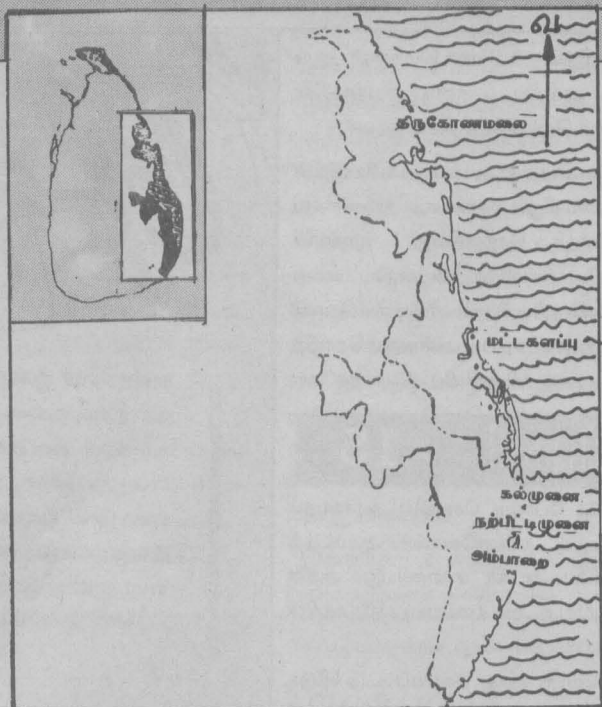 வ
திருகோணமலை
மட்டகளப்பு
கல்முனை
நற்பிட்டிமுனை
அம்பாறை